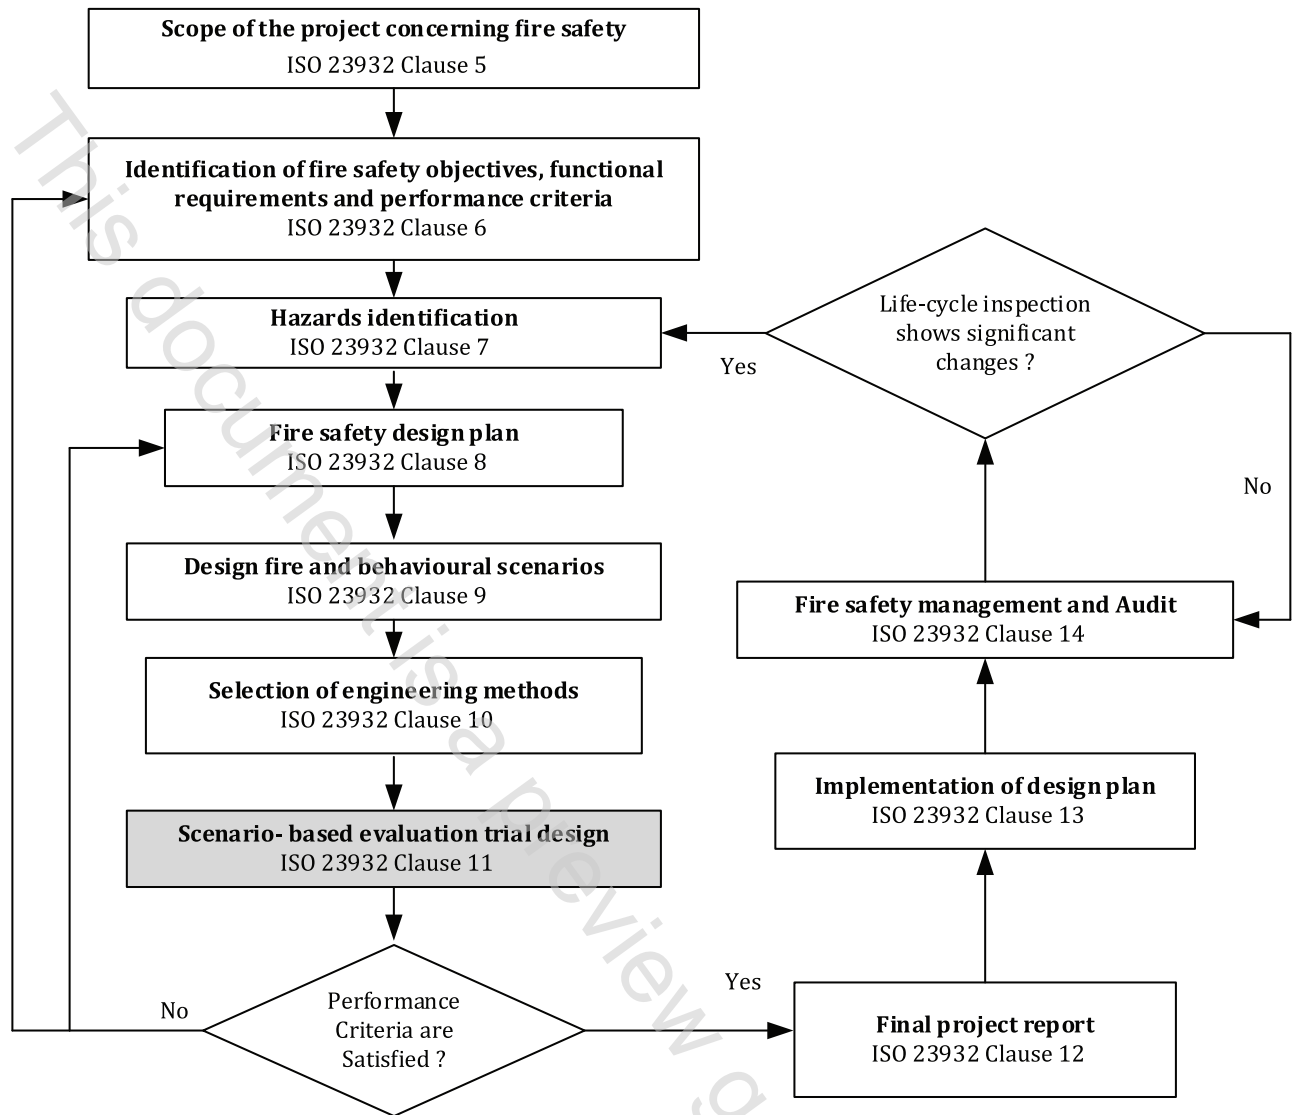 Scope of the project concerning fire safety
ISO 23932 Clause 5
Identification of fire safety objectives, functional
requirements and performance criteria
ISO 23932 Clause 6
Hazards identification
ISO 23932 Clause 7
Fire safety design plan
ISO 23932 Clause 8
Design fire and behavioural scenarios
ISO 23932 Clause 9
Selection of engineering methods
ISO 23932 Clause 10
Scenario- based evaluation trial design
ISO 23932 Clause 11
Performance
Criteria are
Satisfied ?
No
Yes
Final project report
ISO 23932 Clause 12
Implementation of design plan
ISO 23932 Clause 13
Fire safety management and Audit
ISO 23932 Clause 14
Life-cycle inspection
shows significant
changes ?
Yes
No
This document is a preview g